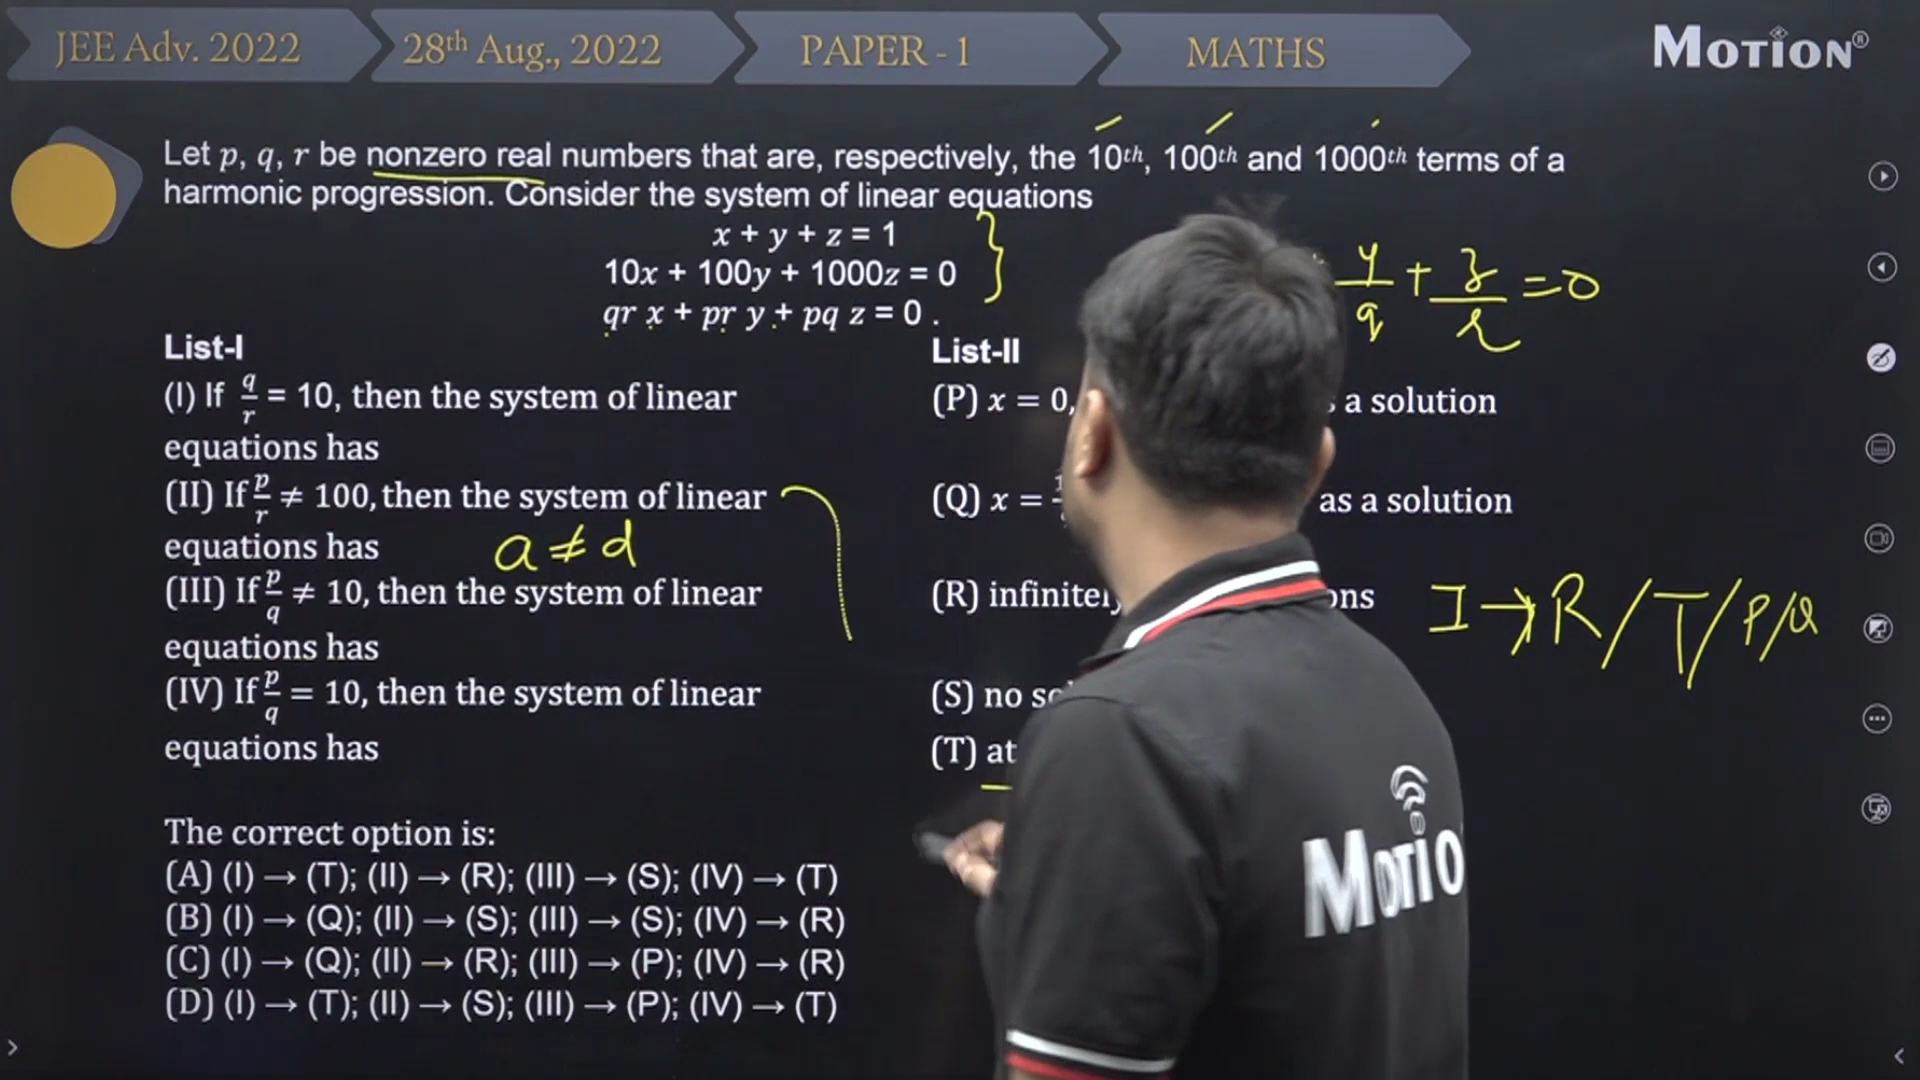 JEE Adv. 2022 28th Aug., 2022 PAPER - 1 MATHS MOTION®
Let p, q, r be nonzero real numbers that are, respectively, the 10th, 100th and 1000th terms of a
harmonic progression. Consider the system of linear equations
x + y + z = 1
10x + 100y + 1000z = 0
qr x + pr y + pq z = 0 .
y/q + z/r = 0
List-I
(I) If q/r = 10, then the system of linear
equations has
(II) If p/r ≠ 100, then the system of linear
equations has
a ≠ d
(III) If p/q ≠ 10, then the system of linear
equations has
(IV) If p/q = 10, then the system of linear
equations has
List-II
(P) x = 0, a solution
(Q) x = as a solution
(R)
(S) no
(T) at
I → R / T / P / Q
The correct option is:
(A) (I) → (T); (II) → (R); (III) → (S); (IV) → (T)
(B) (I) → (Q); (II) → (S); (III) → (S); (IV) → (R)
(C) (I) → (Q); (II) → (R); (III) → (P); (IV) → (R)
(D) (I) → (T); (II) → (S); (III) → (P); (IV) → (T)
MOTIO